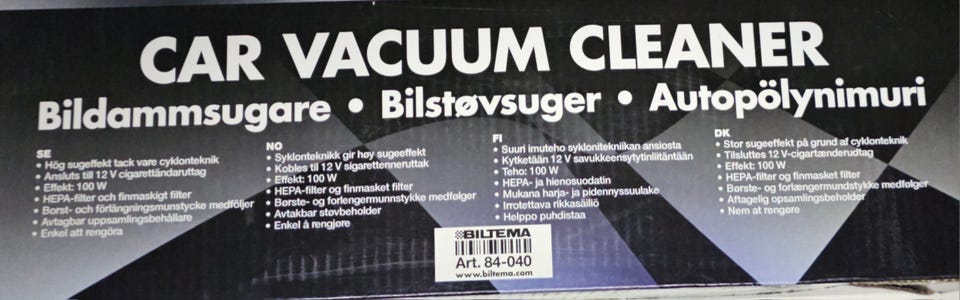 CAR VACUUM CLEANER
Bildammsugare • Bilstøvsuger • Autopölynimuri
SE
• Hög sugeffekt tack vare cyklonteknik
• Ansluts till 12 V cigarettändaruttag
• Effekt: 100 W
• HEPA-filter och finmaskigt filter
• Borst- och förlängningsmunstycke medföljer
• Avtagbar uppsamlingsbehållare
• Enkel att rengöra
NO
• Syklonteknikk gir høy sugeeffekt
• Kobles til 12 V sigarettenneruttak
• Effekt: 100 W
• HEPA-filter og finmasket filter
• Børste- og forlengermunnstykke medfølger
• Avtakbar støvbeholder
• Enkel å rengjøre
FI
• Suuri imuteho syklonitekniikan ansiosta
• Kytketään 12 V savukkeensytytinliitäntään
• Teho: 100 W
• HEPA- ja hienosuodatin
• Mukana harja- ja pidennyssuulake
• Irrotettava rikkasäiliö
• Helppo puhdistaa
DK
• Stor sugeeffekt på grund af cyklonteknik
• Tilsluttes 12 V-cigartænderudtag
• Effekt: 100 W
• HEPA-filter og finmasket filter
• Børste- og forlængermundstykke medfølger
• Aftagelig opsamlingsbeholder
• Nem at rengøre
BILTEMA
Art. 84-040
www.biltema.com